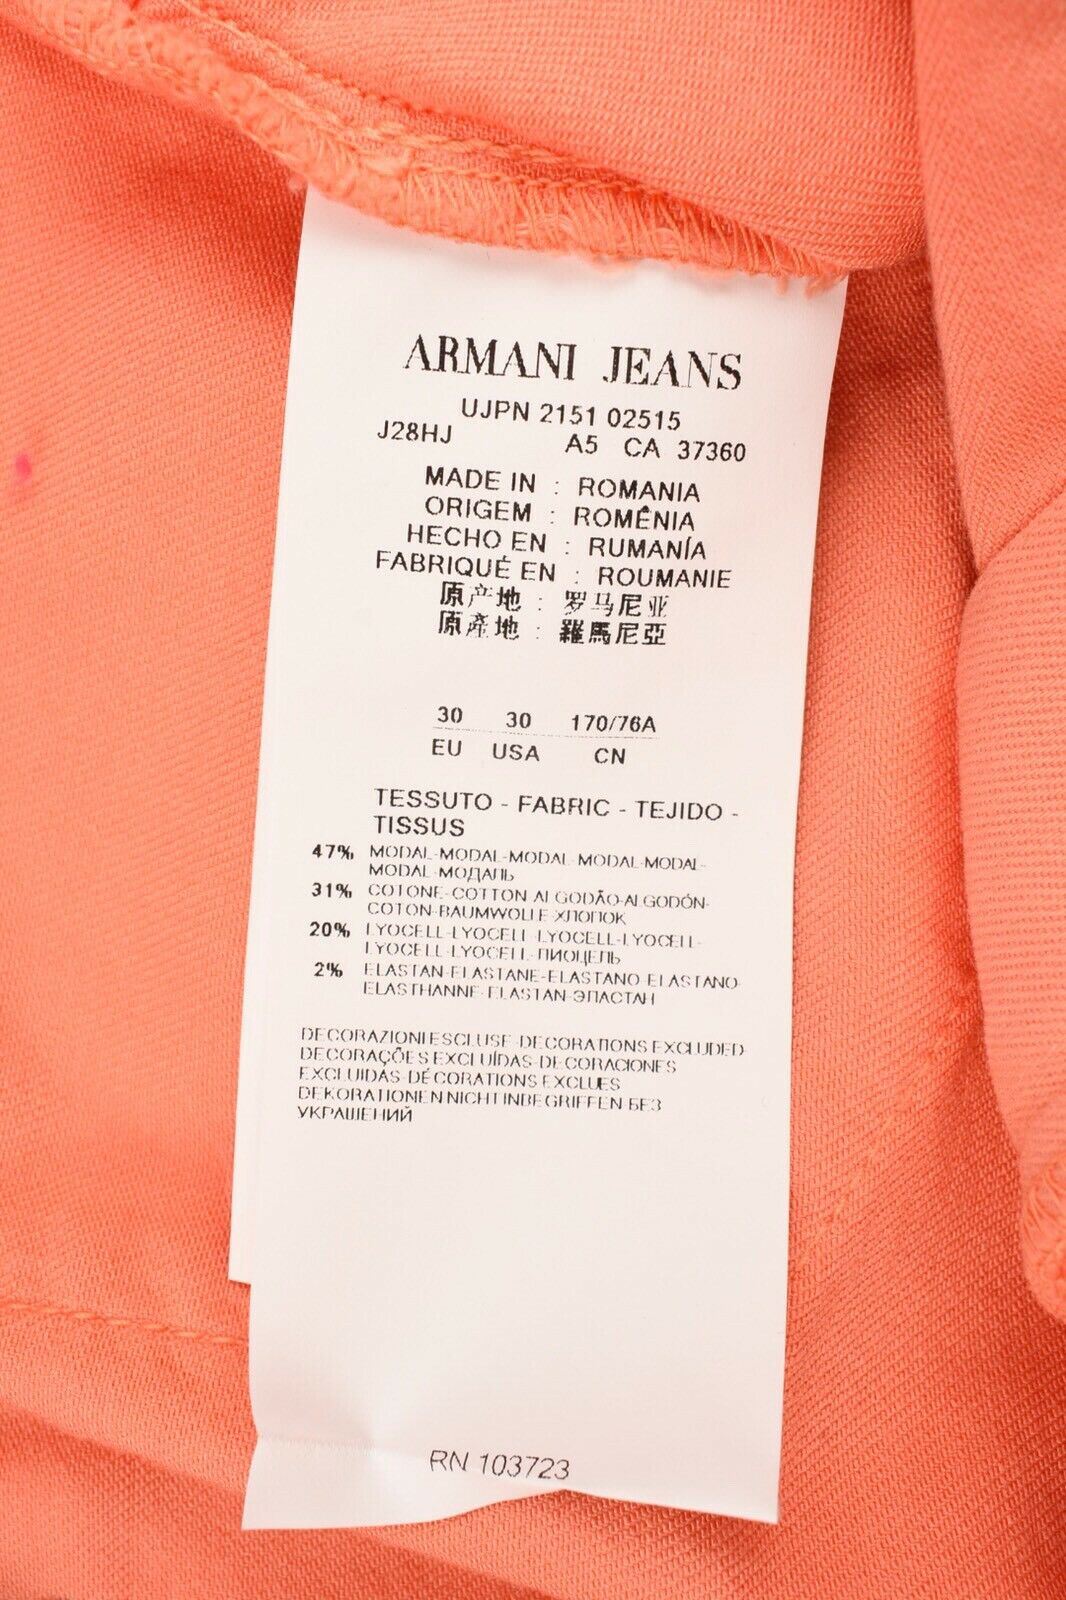 ARMANI JEANS
UJPN 2151 02515
J28HJ A5 CA 37360
MADE IN : ROMANIA
ORIGEM : ROMÊNIA
HECHO EN : RUMANÍA
FABRIQUÉ EN : ROUMANIE
原产地 : 罗马尼亚
原產地 : 羅馬尼亞
30 30 170/76A
EU USA CN
TESSUTO - FABRIC - TEJIDO -
TISSUS
47% MODAL-MODAL-MODAL-MODAL-MODAL-
MODAL-МОДАЛЬ
31% COTONE-COTTON ALGODÃO-ALGODÓN-
COTON-BAUMWOLLE-ХЛОПОК
20% LYOCELL-LYOCELL-LYOCELL-LYOCELL-
LYOCELL-LYOCELL-ЛИОЦЕЛЬ
2% ELASTAN-ELASTANE-ELASTANO-ELASTANO-
ELASTHANNE-ELASTAN-ЭЛАСТАН
DECORAZIONI ESCLUSE-DECORATIONS EXCLUDED-
DECORAÇÕES EXCLUÍDAS-DECORACIONES
EXCLUIDAS-DÉCORATIONS EXCLUES
DEKORATIONEN NICHT INBEGRIFFEN-БЕЗ
УКРАШЕНИЙ
RN 103723